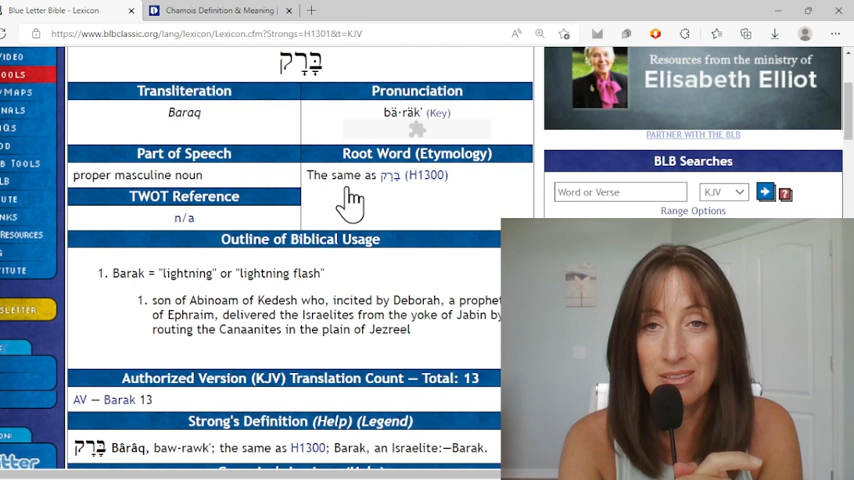 Blue Letter Bible - Lexicon
Chamois Definition & Meaning |
https://www.blbclassic.org/lang/lexicon/Lexicon.cfm?Strongs=H1301&t=KJV
בָּרָק
Transliteration
Pronunciation
Baraq
bä·räk' (Key)
Part of Speech
Root Word (Etymology)
proper masculine noun
The same as בָּרָק (H1300)
TWOT Reference
n/a
Outline of Biblical Usage
1. Barak = "lightning" or "lightning flash"
1. son of Abinoam of Kedesh who, incited by Deborah, a prophet
of Ephraim, delivered the Israelites from the yoke of Jabin by
routing the Canaanites in the plain of Jezreel
Authorized Version (KJV) Translation Count — Total: 13
AV — Barak 13
Strong's Definition (Help) (Legend)
בָּרָק Bârâq, baw-rawk'; the same as H1300; Barak, an Israelite:—Barak.
VIDEO
TOOLS
/MAPS
B TOOLS
RESOURCES
Resources from the ministry of
Elisabeth Elliot
PARTNER WITH THE BLB
BLB Searches
Word or Verse
KJV
Range Options